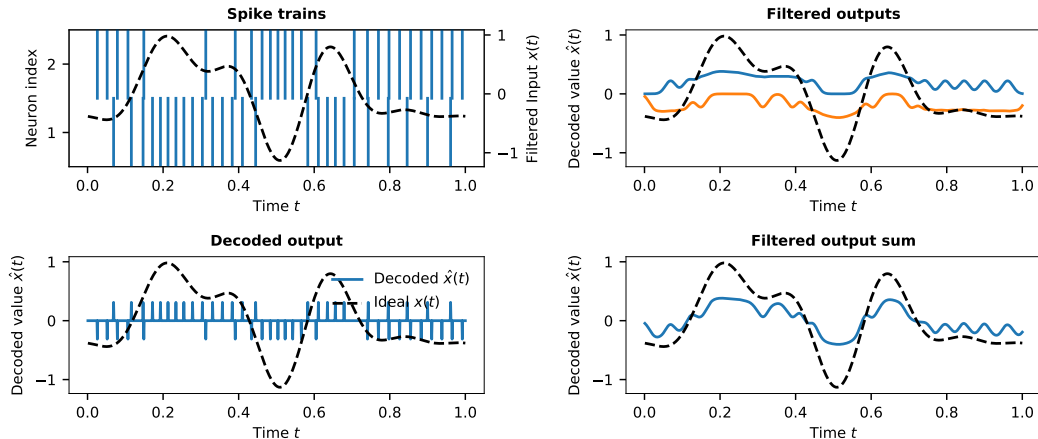 Spike trains
Neuron index
2
1
1
0
−1
Filtered Input x(t)
0.0 0.2 0.4 0.6 0.8 1.0
Time t
Filtered outputs
Decoded value x̂(t)
1
0
−1
0.0 0.2 0.4 0.6 0.8 1.0
Time t
Decoded output
Decoded value x̂(t)
1
0
−1
Decoded x̂(t)
Ideal x(t)
0.0 0.2 0.4 0.6 0.8 1.0
Time t
Filtered output sum
Decoded value x̂(t)
1
0
−1
0.0 0.2 0.4 0.6 0.8 1.0
Time t